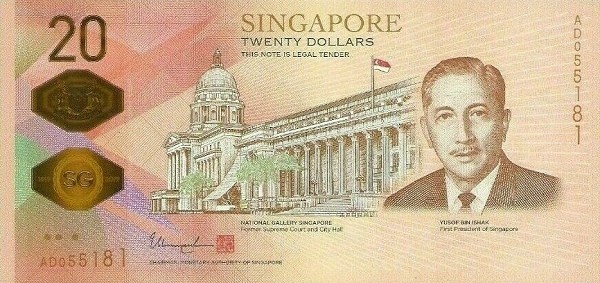 20
SINGAPORE
TWENTY DOLLARS
THIS NOTE IS LEGAL TENDER
AD055181
SG
NATIONAL GALLERY SINGAPORE
Former Supreme Court and City Hall
YUSOF BIN ISHAK
First President of Singapore
AD055181
CHAIRMAN, MONETARY AUTHORITY OF SINGAPORE